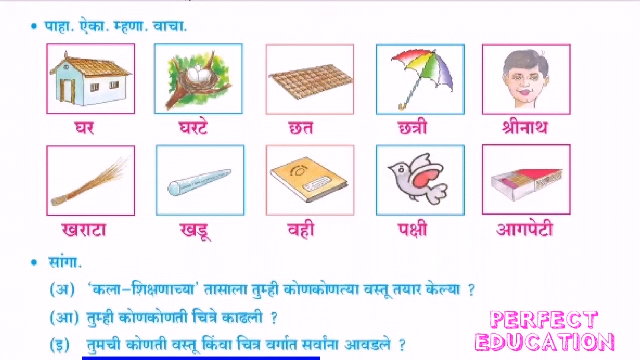 • पाहा. ऐका. म्हणा. वाचा.
घर घरटे छत छत्री श्रीनाथ
खराटा खडू वही पक्षी आगपेटी
• सांगा.
(अ) ‘कला-शिक्षणाच्या’ तासाला तुम्ही कोणकोणत्या वस्तू तयार केल्या ?
(आ) तुम्ही कोणकोणती चित्रे काढली ?
(इ) तुमची कोणती वस्तू किंवा चित्र वर्गात सर्वांना आवडले ?
PERFECT
EDUCATION